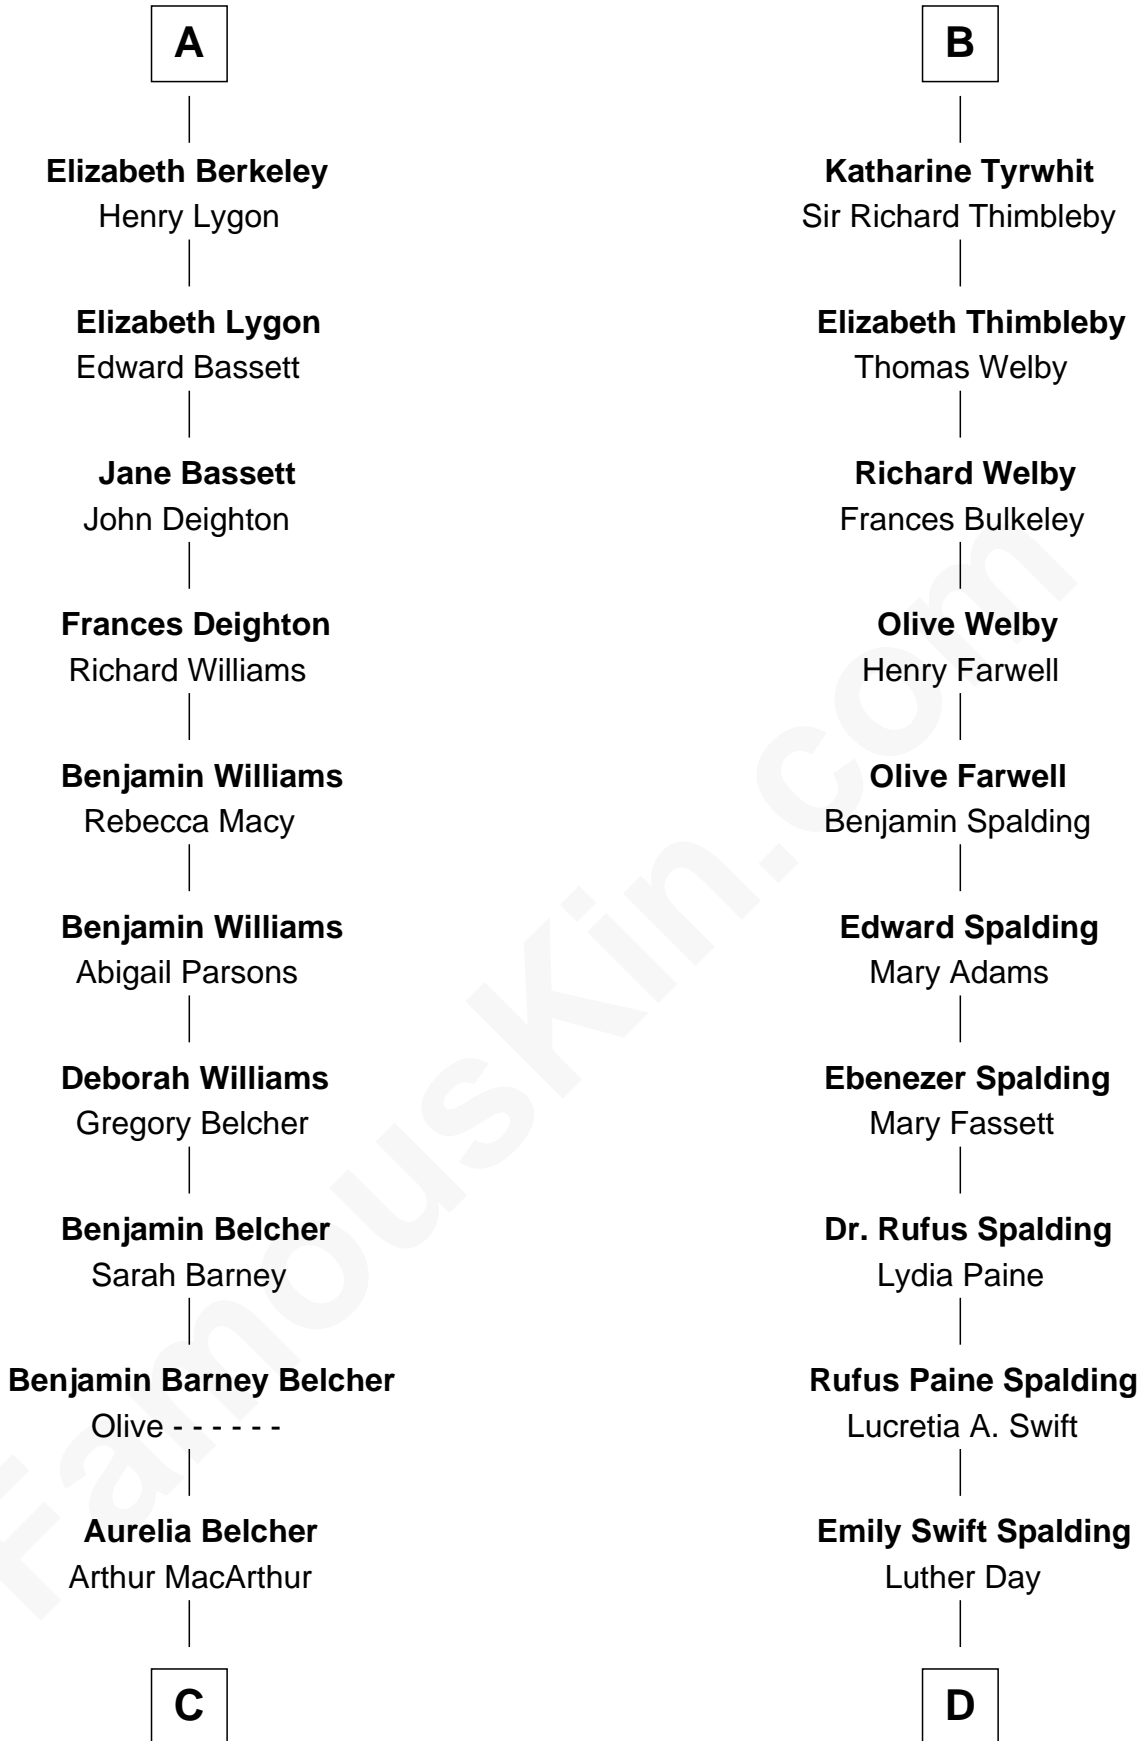 A
Elizabeth Berkeley
Henry Lygon
Elizabeth Lygon
Edward Bassett
Jane Bassett
John Deighton
Frances Deighton
Richard Williams
Benjamin Williams
Rebecca Macy
Benjamin Williams
Abigail Parsons
Deborah Williams
Gregory Belcher
Benjamin Belcher
Sarah Barney
Benjamin Barney Belcher
Olive - - - - - -
Aurelia Belcher
Arthur MacArthur
C
B
Katharine Tyrwhit
Sir Richard Thimbleby
Elizabeth Thimbleby
Thomas Welby
Richard Welby
Frances Bulkeley
Olive Welby
Henry Farwell
Olive Farwell
Benjamin Spalding
Edward Spalding
Mary Adams
Ebenezer Spalding
Mary Fassett
Dr. Rufus Spalding
Lydia Paine
Rufus Paine Spalding
Lucretia A. Swift
Emily Swift Spalding
Luther Day
D
FamousKin.com